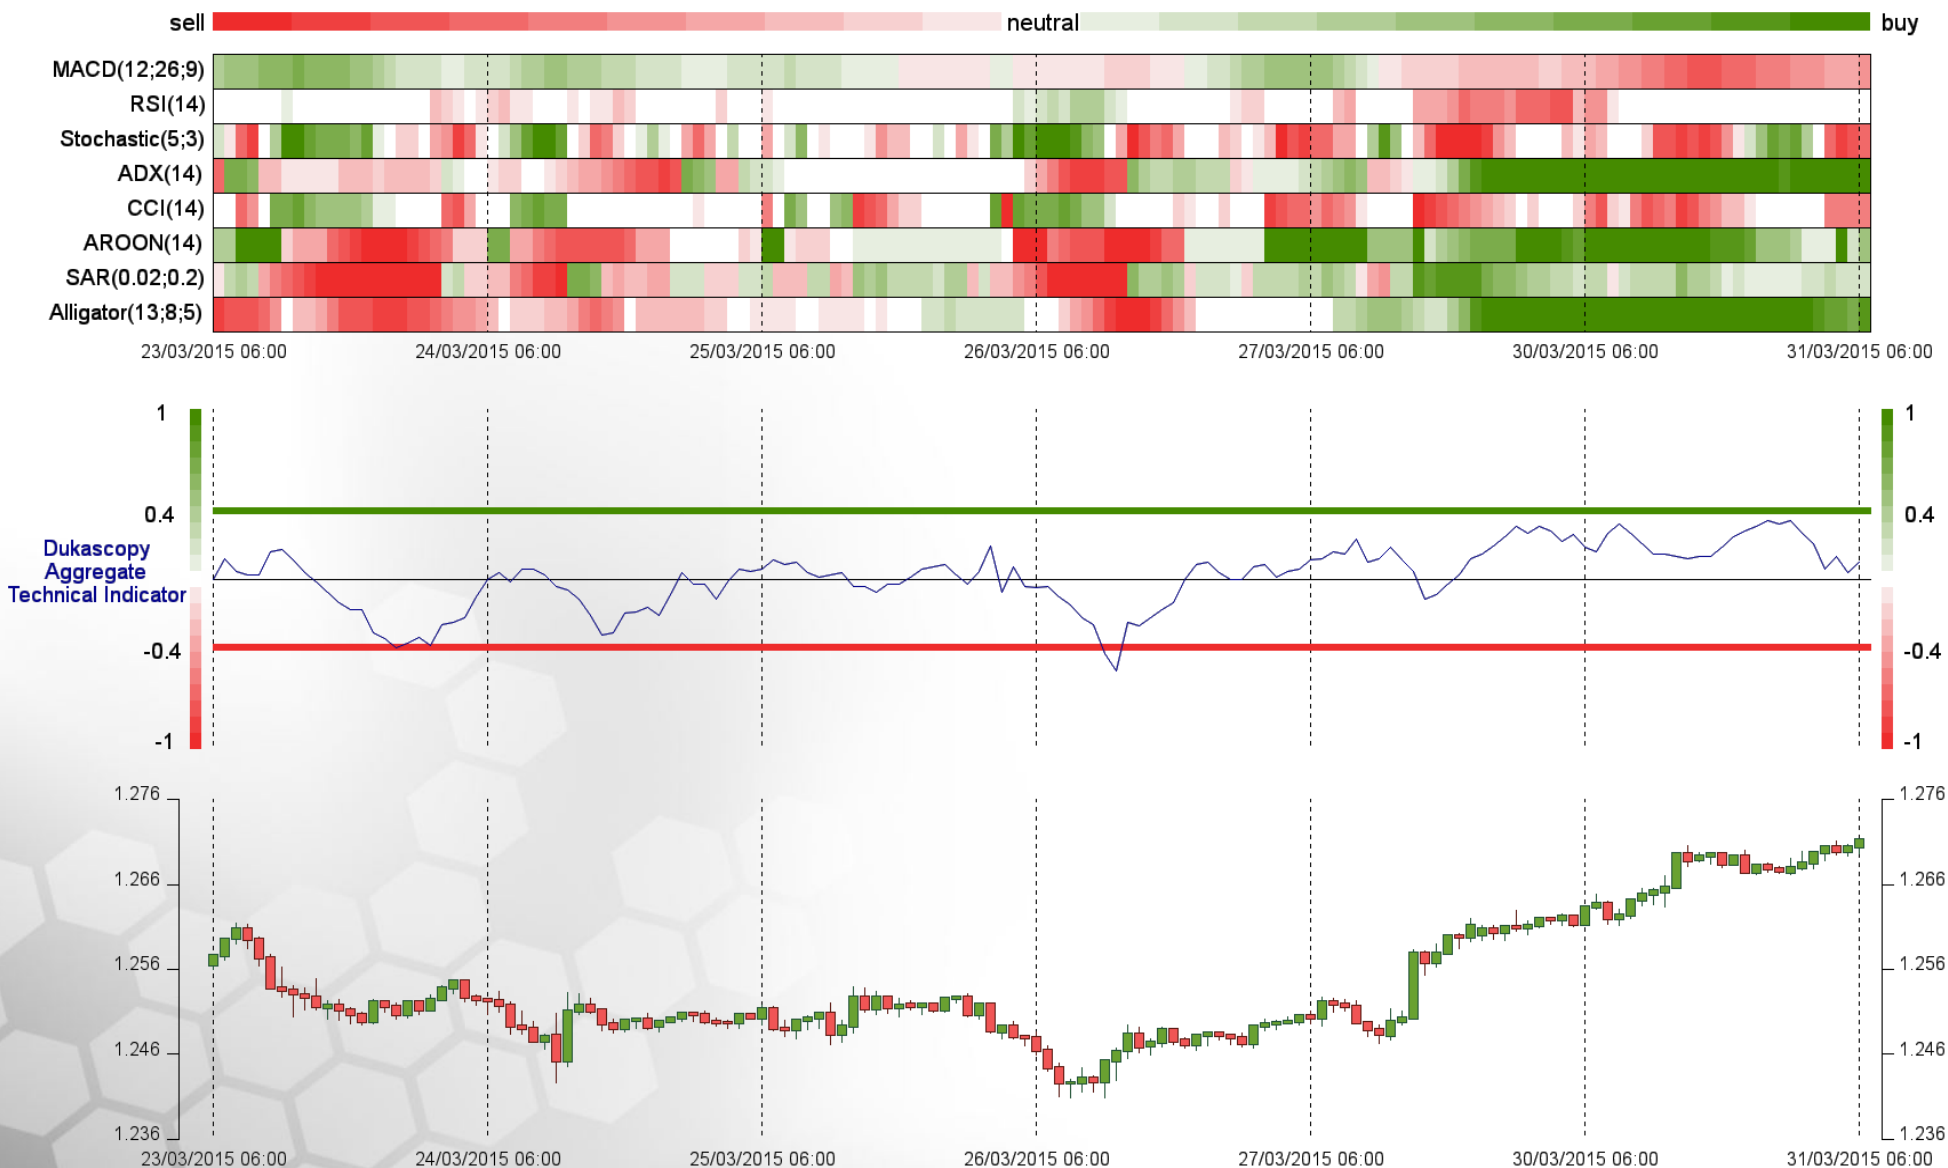 sell neutral buy
MACD(12;26;9)
RSI(14)
Stochastic(5;3)
ADX(14)
CCI(14)
AROON(14)
SAR(0.02;0.2)
Alligator(13;8;5)
23/03/2015 06:00 24/03/2015 06:00 25/03/2015 06:00 26/03/2015 06:00 27/03/2015 06:00 30/03/2015 06:00 31/03/2015 06:00
1 1
0.4 0.4
Dukascopy
Aggregate
Technical Indicator
-0.4 -0.4
-1 -1
1.276 1.276
1.266 1.266
1.256 1.256
1.246 1.246
1.236 1.236
23/03/2015 06:00 24/03/2015 06:00 25/03/2015 06:00 26/03/2015 06:00 27/03/2015 06:00 30/03/2015 06:00 31/03/2015 06:00